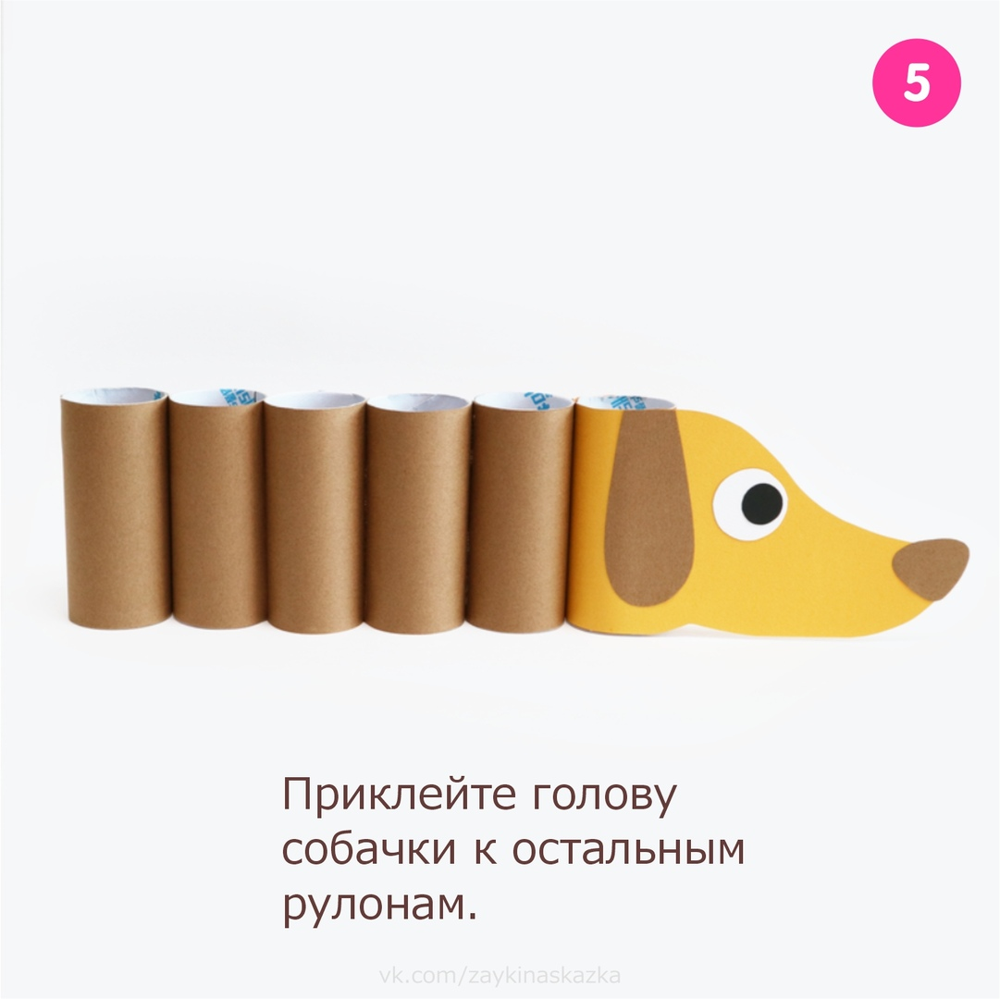 5
Приклейте голову
собачки к остальным
рулонам.
vk.com/zaykinaskazka